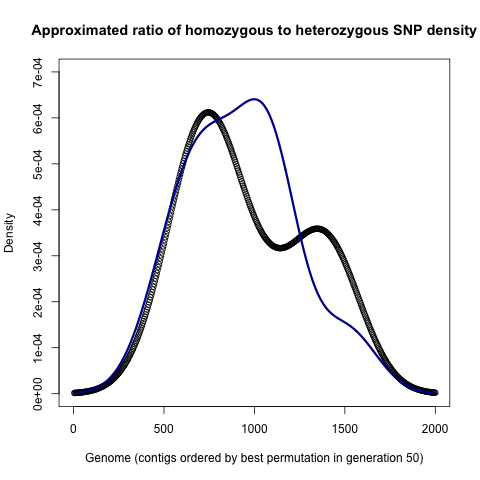 Approximated ratio of homozygous to heterozygous SNP density
7e-04
6e-04
5e-04
4e-04
3e-04
2e-04
1e-04
0e+00
Density
0 500 1000 1500 2000
Genome (contigs ordered by best permutation in generation 50)